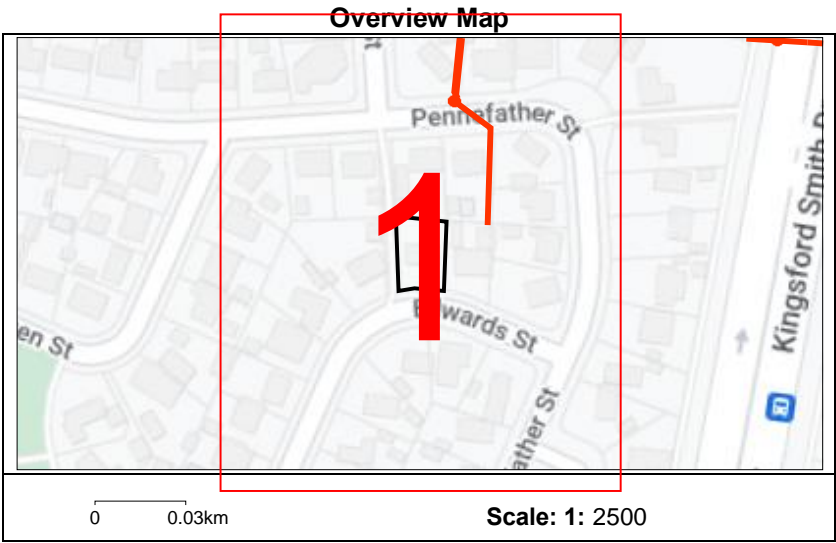 Overview Map
st
Pennefather St
Kingsford Smith D
1
Edwards St
en St
ather St
0 0.03km
Scale: 1: 2500